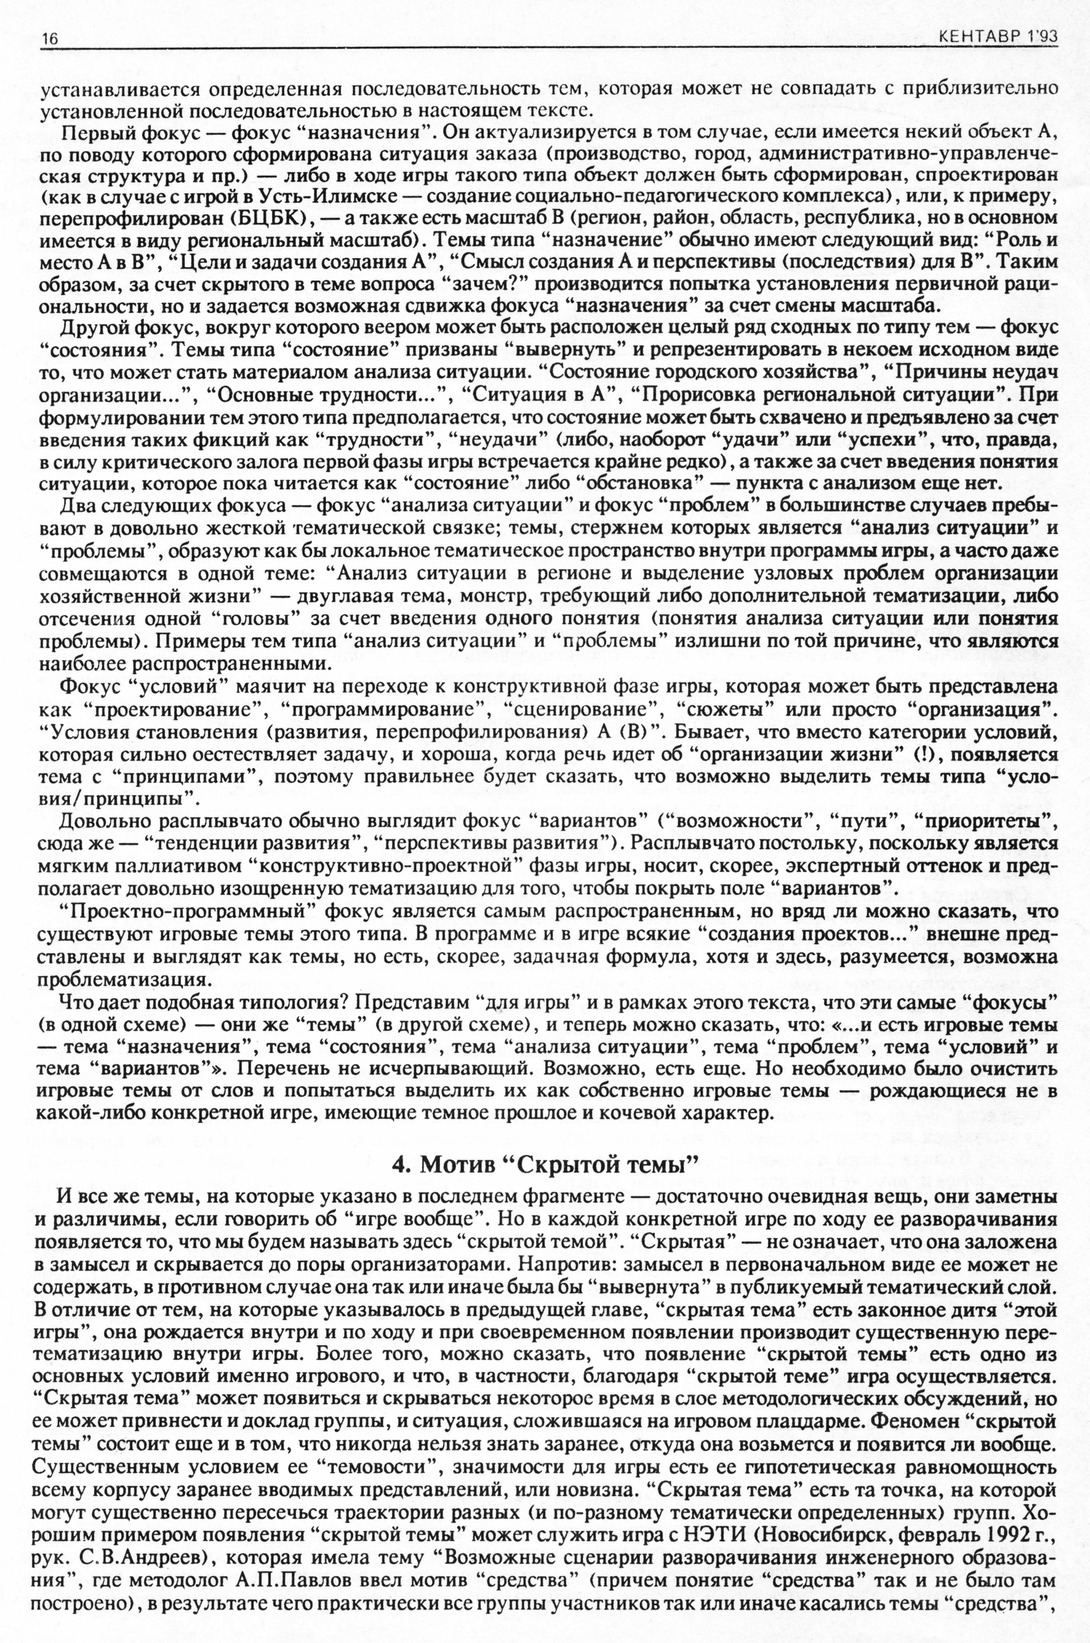 16
КЕНТАВР 1'93
устанавливается определенная последовательность тем, которая может не совпадать с приблизительно
установленной последовательностью в настоящем тексте.
Первый фокус — фокус “назначения”. Он актуализируется в том случае, если имеется некий объект А,
по поводу которого сформирована ситуация заказа (производство, город, административно-управленче-
ская структура и пр.) — либо в ходе игры такого типа объект должен быть сформирован, спроектирован
(как в случае с игрой в Усть-Илимске — создание социально-педагогического комплекса), или, к примеру,
перепрофилирован (БЦБК), — а также есть масштаб В (регион, район, область, республика, но в основном
имеется в виду региональный масштаб). Темы типа “назначение” обычно имеют следующий вид: “Роль и
место А в В”, “Цели и задачи создания А”, “Смысл создания А и перспективы (последствия) для В”. Таким
образом, за счет скрытого в теме вопроса “зачем?” производится попытка установления первичной раци-
ональности, но и задается возможная сдвижка фокуса “назначения” за счет смены масштаба.
Другой фокус, вокруг которого веером может быть расположен целый ряд сходных по типу тем — фокус
“состояния”. Темы типа “состояние” призваны “вывернуть” и репрезентировать в некоем исходном виде
то, что может стать материалом анализа ситуации. “Состояние городского хозяйства”, “Причины неудач
организации...”, “Основные трудности...”, “Ситуация в А”, “Прорисовка региональной ситуации”. При
формулировании тем этого типа предполагается, что состояние может быть схвачено и предъявлено за счет
введения таких фикций как “трудности”, “неудачи” (либо, наоборот “удачи” или “успехи”, что, правда,
в силу критического залога первой фазы игры встречается крайне редко), а также за счет введения понятия
ситуации, которое пока читается как “состояние” либо “обстановка” — пункта с анализом еще нет.
Два следующих фокуса — фокус “анализа ситуации” и фокус “проблем” в большинстве случаев пребы-
вают в довольно жесткой тематической связке; темы, стержнем которых является “анализ ситуации” и
“проблемы”, образуют как бы локальное тематическое пространство внутри программы игры, а часто даже
совмещаются в одной теме: “Анализ ситуации в регионе и выделение узловых проблем организации
хозяйственной жизни” — двуглавая тема, монстр, требующий либо дополнительной тематизации, либо
отсечения одной “головы” за счет введения одного понятия (понятия анализа ситуации или понятия
проблемы). Примеры тем типа “анализ ситуации” и “проблемы” излишни по той причине, что являются
наиболее распространенными.
Фокус “условий” маячит на переходе к конструктивной фазе игры, которая может быть представлена
как “проектирование”, “программирование”, “сценирование”, “сюжеты” или просто “организация”.
“Условия становления (развития, перепрофилирования) А (В)”. Бывает, что вместо категории условий,
которая сильно оестествляет задачу, и хороша, когда речь идет об “организации жизни” (!), появляется
тема с “принципами”, поэтому правильнее будет сказать, что возможно выделить темы типа “усло-
вия/принципы”.
Довольно расплывчато обычно выглядит фокус “вариантов” (“возможности”, “пути”, “приоритеты”,
сюда же — “тенденции развития”, “перспективы развития”). Расплывчато постольку, поскольку является
мягким паллиативом “конструктивно-проектной” фазы игры, носит, скорее, экспертный оттенок и пред-
полагает довольно изощренную тематизацию для того, чтобы покрыть поле “вариантов”.
“Проектно-программный” фокус является самым распространенным, но вряд ли можно сказать, что
существуют игровые темы этого типа. В программе и в игре всякие “создания проектов...” внешне пред-
ставлены и выглядят как темы, но есть, скорее, задачная формула, хотя и здесь, разумеется, возможна
проблематизация.
Что дает подобная типология? Представим “для игры” и в рамках этого текста, что эти самые “фокусы”
(в одной схеме) — они же “темы” (в другой схеме), и теперь можно сказать, что: «...и есть игровые темы
— тема “назначения”, тема “состояния”, тема “анализа ситуации”, тема “проблем”, тема “условий” и
тема “вариантов”». Перечень не исчерпывающий. Возможно, есть еще. Но необходимо было очистить
игровые темы от слов и попытаться выделить их как собственно игровые темы — рождающиеся не в
какой-либо конкретной игре, имеющие темное прошлое и кочевой характер.
4. Мотив “Скрытой темы”
И все же темы, на которые указано в последнем фрагменте — достаточно очевидная вещь, они заметны
и различимы, если говорить об “игре вообще”. Но в каждой конкретной игре по ходу ее разворачивания
появляется то, что мы будем называть здесь “скрытой темой”. “Скрытая” — не означает, что она заложена
в замысел и скрывается до поры организаторами. Напротив: замысел в первоначальном виде ее может не
содержать, в противном случае она так или иначе была бы “вывернута” в публикуемый тематический слой.
В отличие от тем, на которые указывалось в предыдущей главе, “скрытая тема” есть законное дитя “этой
игры”, она рождается внутри и по ходу и при своевременном появлении производит существенную пере-
тематизацию внутри игры. Более того, можно сказать, что появление “скрытой темы” есть одно из
основных условий именно игрового, и что, в частности, благодаря “скрытой теме” игра осуществляется.
“Скрытая тема” может появиться и скрываться некоторое время в слое методологических обсуждений, но
ее может привнести и доклад группы, и ситуация, сложившаяся на игровом плацдарме. Феномен “скрытой
темы” состоит еще и в том, что никогда нельзя знать заранее, откуда она возьмется и появится ли вообще.
Существенным условием ее “темовости”, значимости для игры есть ее гипотетическая равномощность
всему корпусу заранее вводимых представлений, или новизна. “Скрытая тема” есть та точка, на которой
могут существенно пересечься траектории разных (и по-разному тематически определенных) групп. Хо-
рошим примером появления “скрытой темы” может служить игра с НЭТИ (Новосибирск, февраль 1992 г.,
рук. С.В.Андреев), которая имела тему “Возможные сценарии разворачивания инженерного образова-
ния”, где методолог А.П.Павлов ввел мотив “средства” (причем понятие “средства” так и не было там
построено), в результате чего практически все группы участников так или иначе касались темы “средства”,